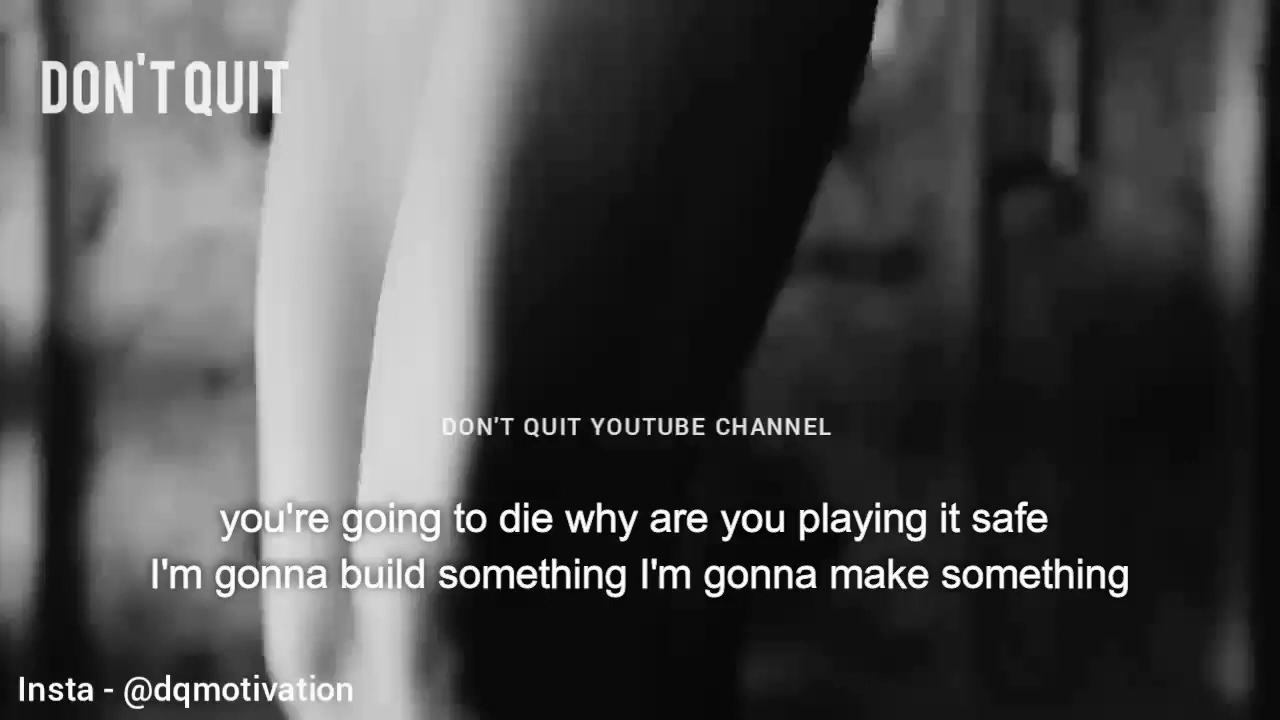 DON'T QUIT
DON'T QUIT YOUTUBE CHANNEL
you're going to die why are you playing it safe
I'm gonna build something I'm gonna make something
Insta - @dqmotivation